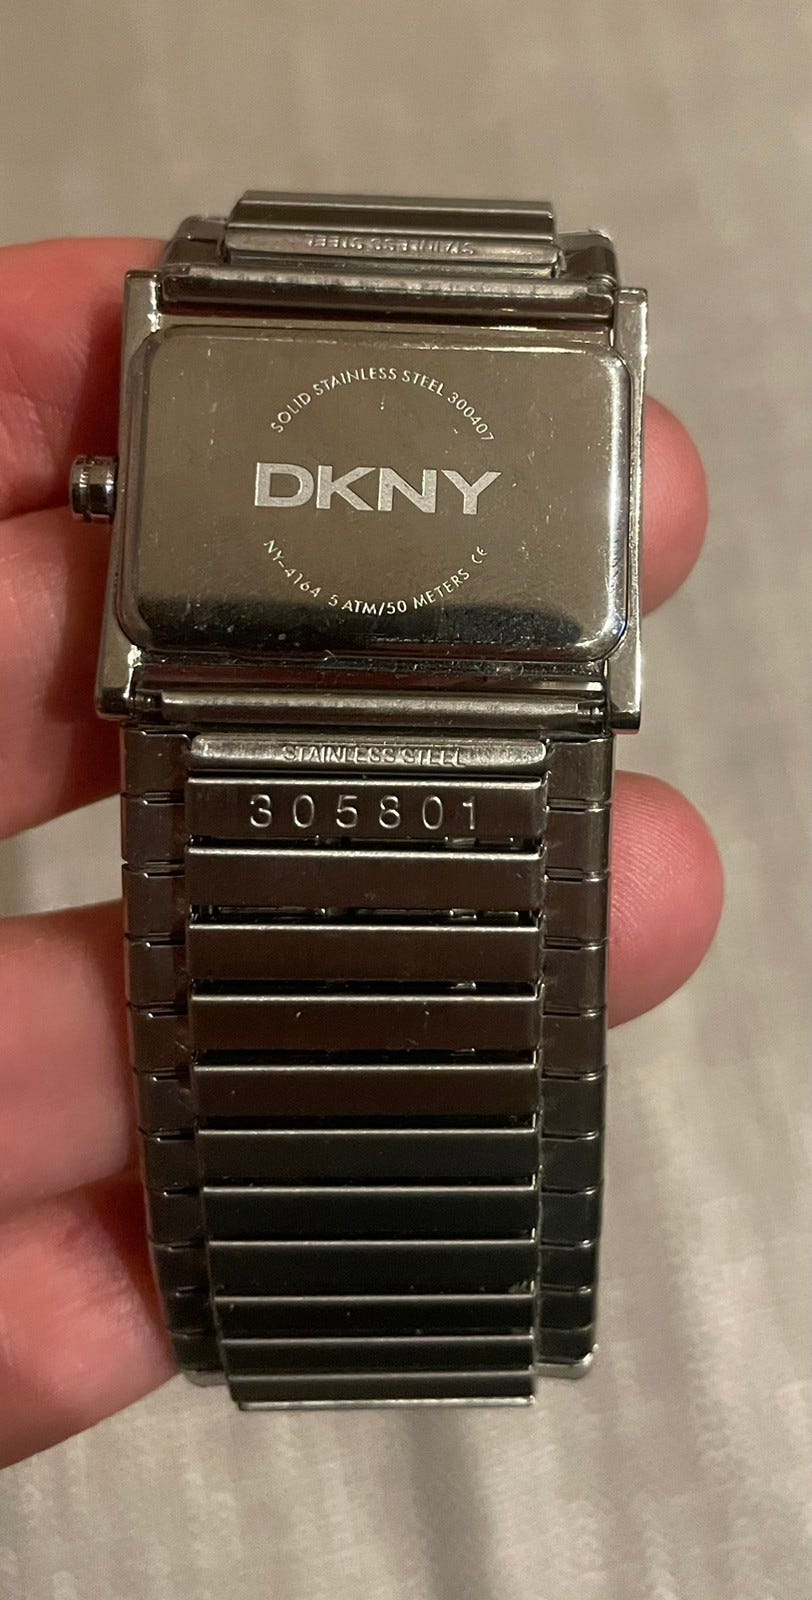 STAINLESS STEEL
SOLID STAINLESS STEEL 300407
DKNY
NY-4164 5 ATM/50 METERS CE
STAINLESS STEEL
305801